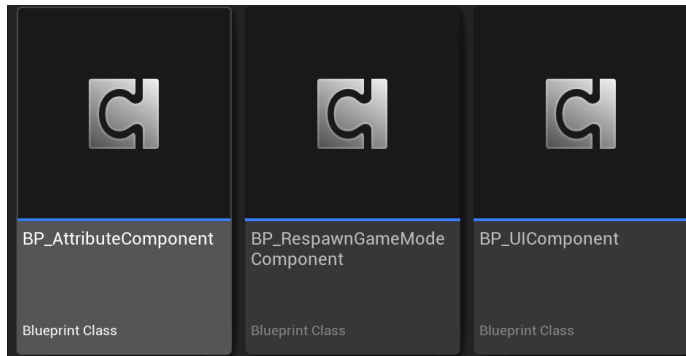 BP_AttributeComponent
Blueprint Class
BP_RespawnGameMode
Component
Blueprint Class
BP_UIComponent
Blueprint Class